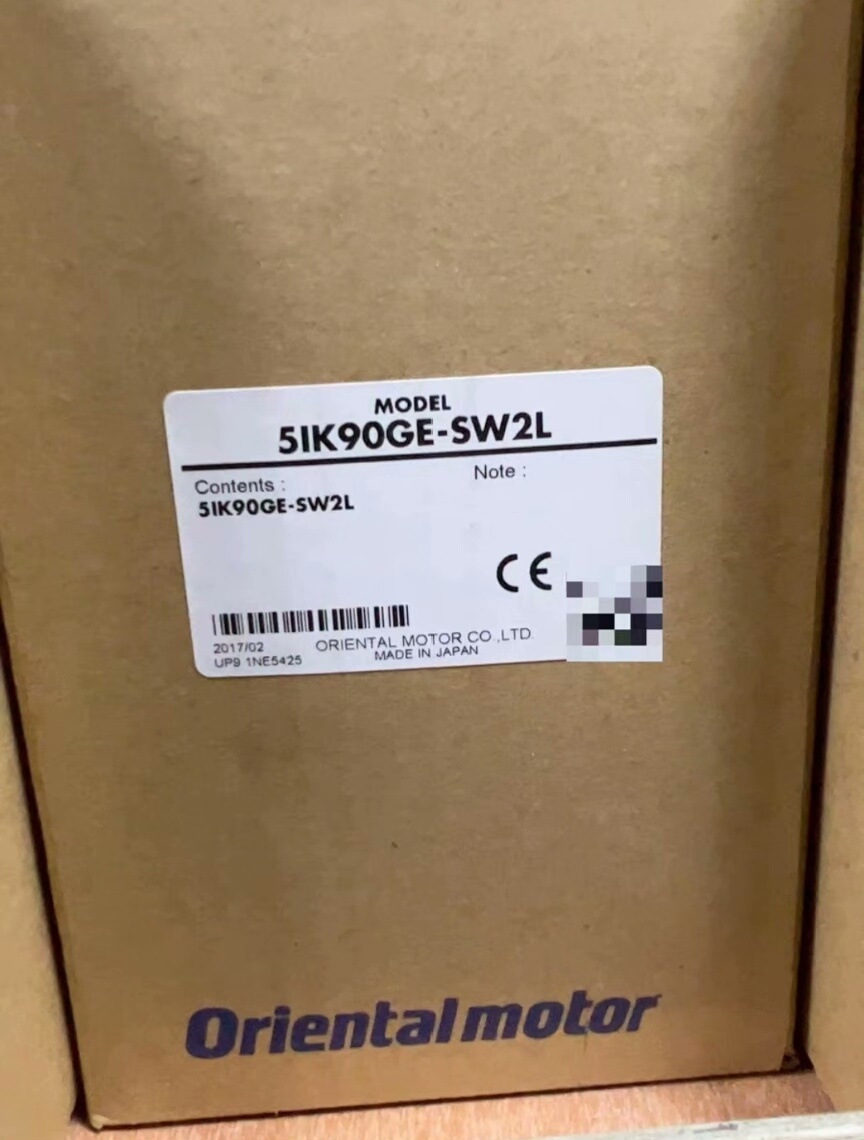 MODEL
5IK90GE-SW2L
Contents :
Note :
5IK90GE-SW2L
CE
2017/02
ORIENTAL MOTOR CO.,LTD.
UP9 1NE5425
MADE IN JAPAN
Orientalmotor